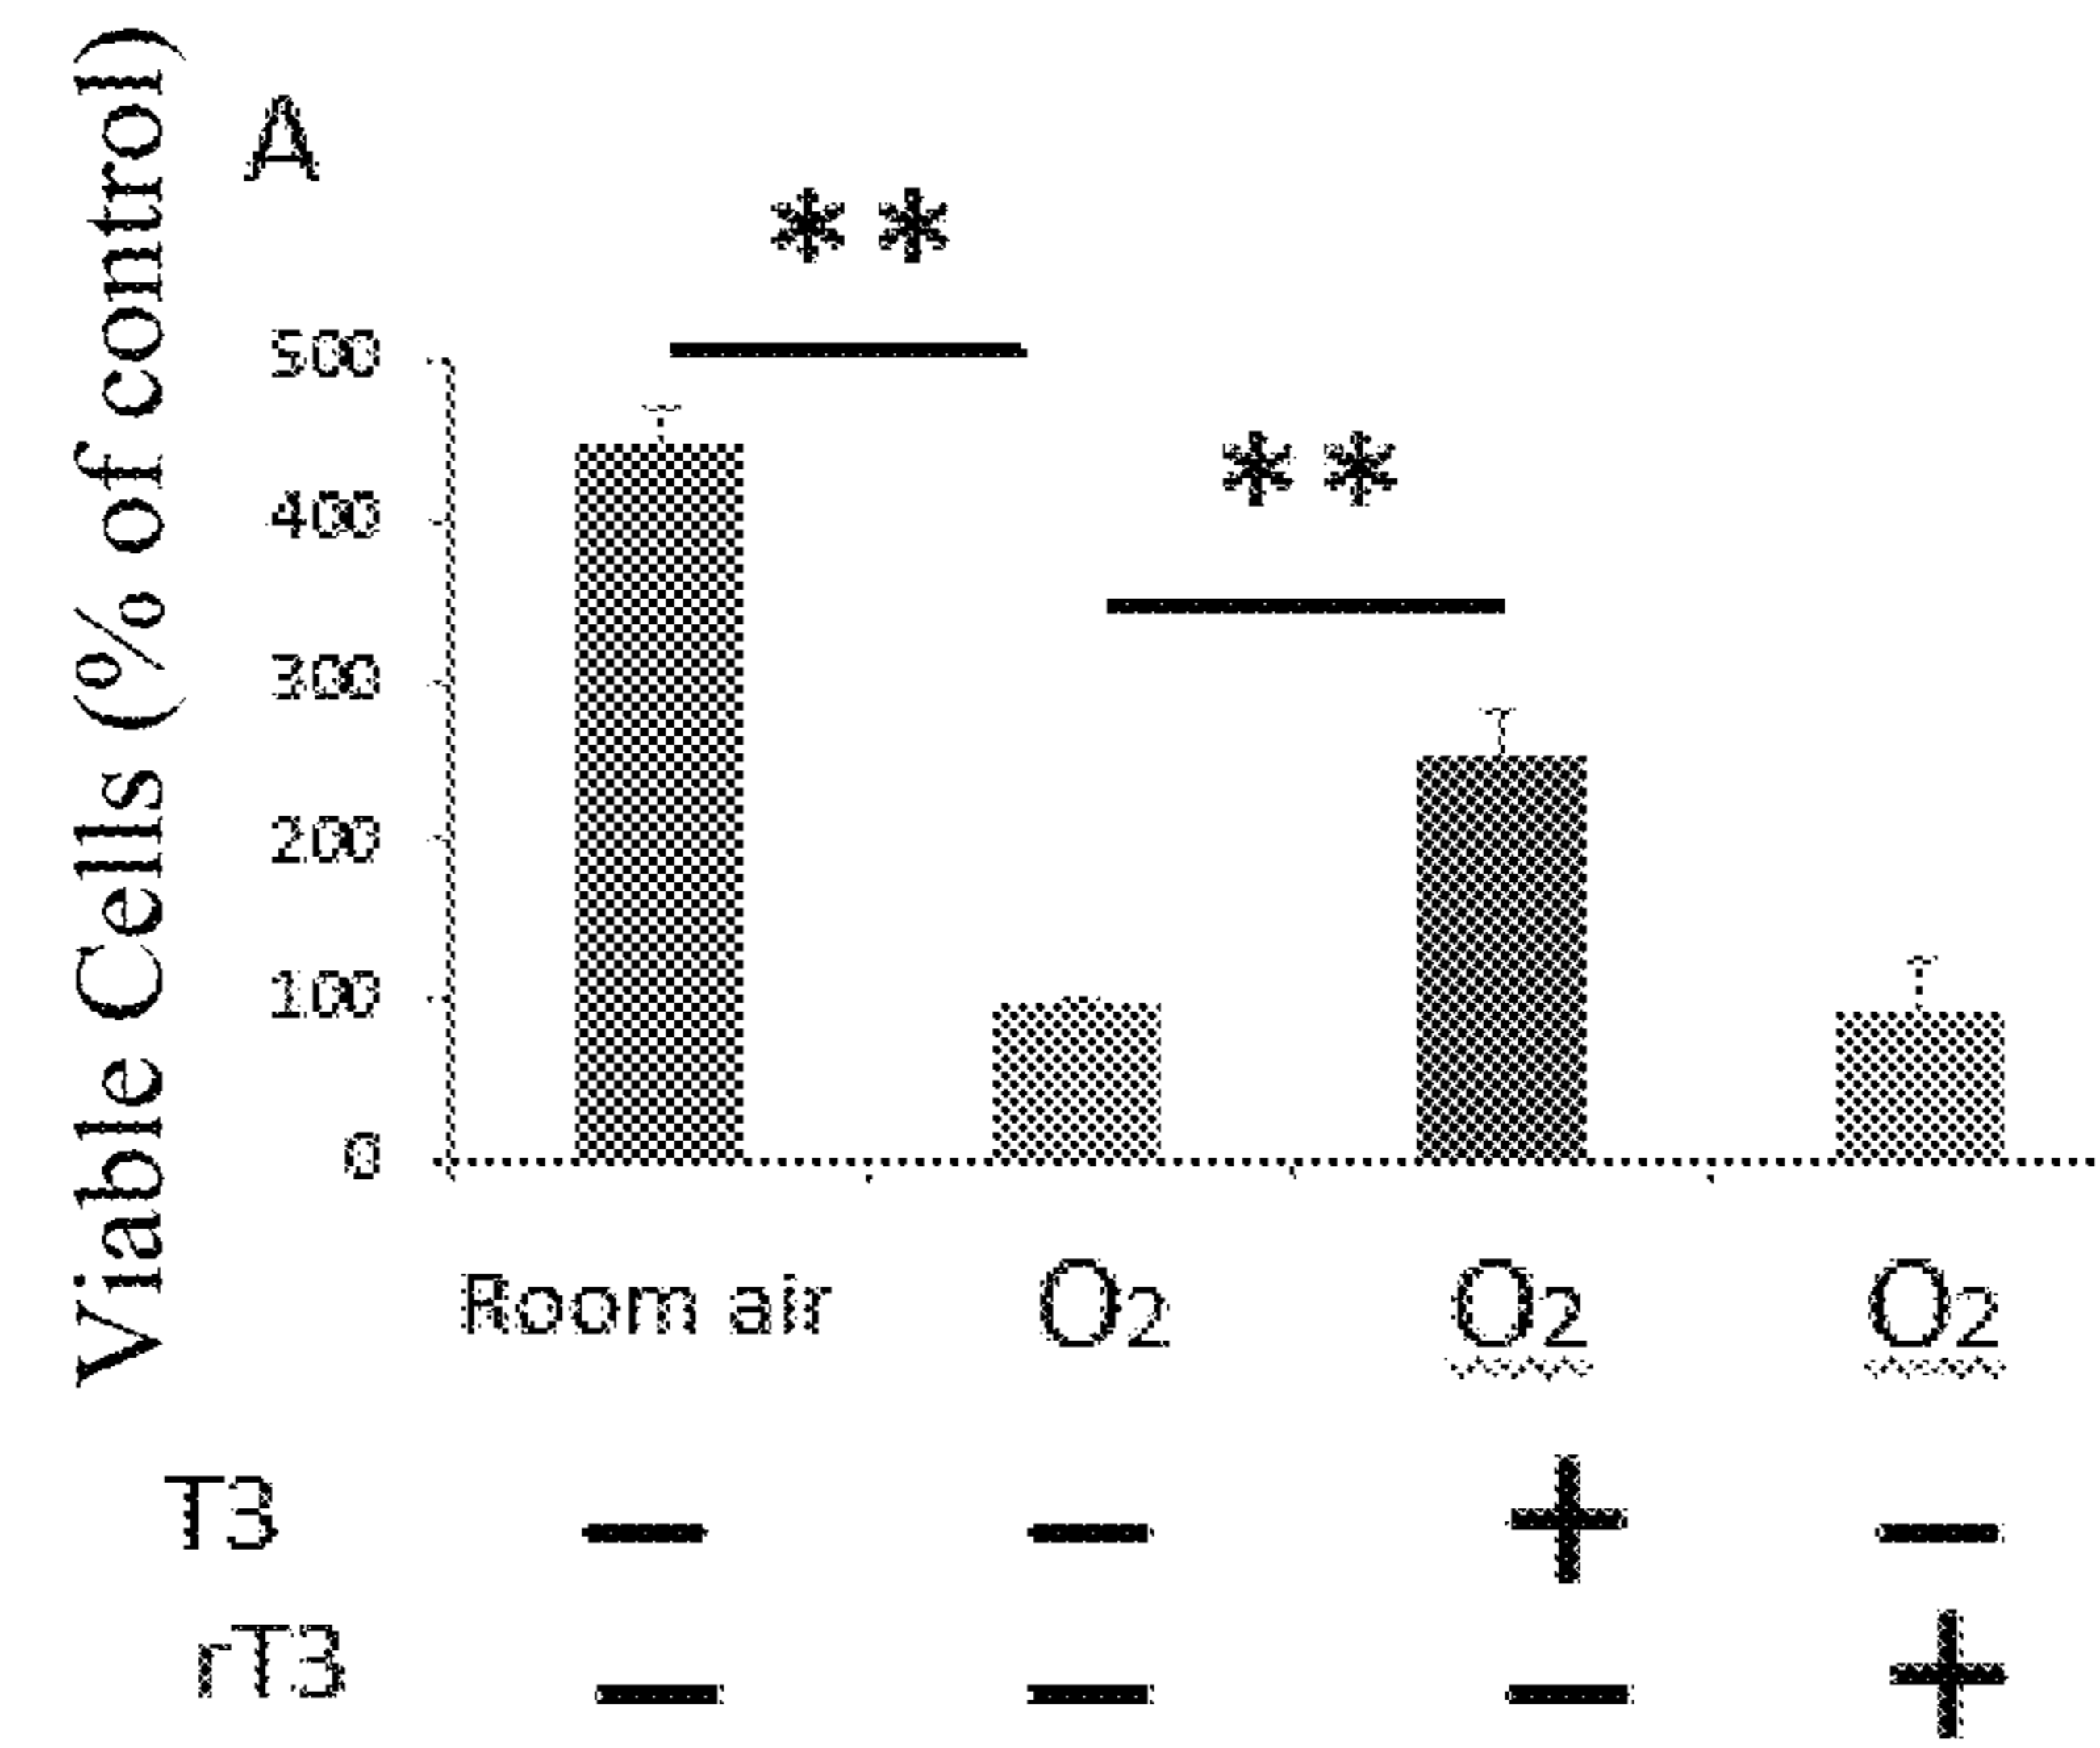 Viable Cells (% of control)
A
**
500
**
400
300
200
100
0
Room air O2 O2 O2
T3 − − + −
rT3 − − − +